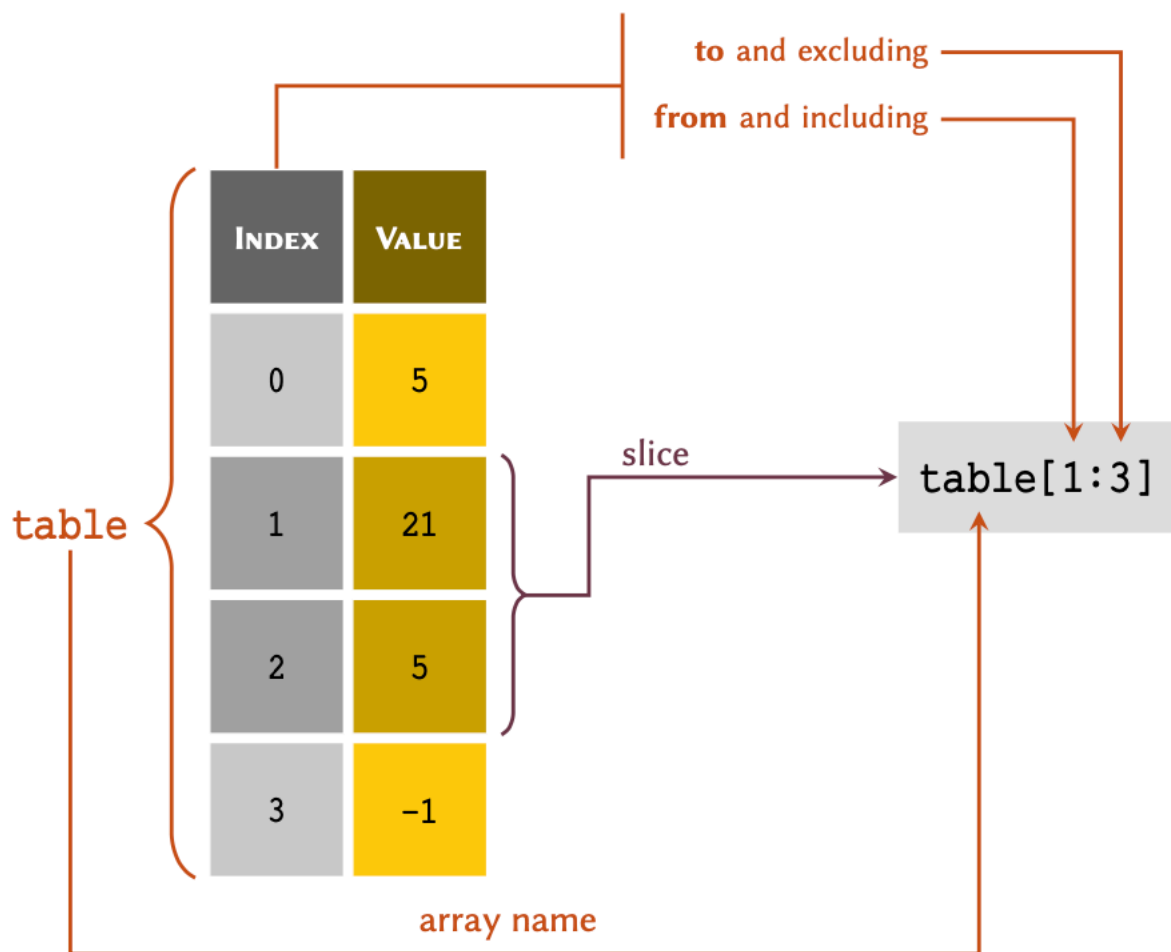 to and excluding
from and including
INDEX VALUE
0 5
slice
table[1:3]
1 21
table
2 5
3 −1
array name